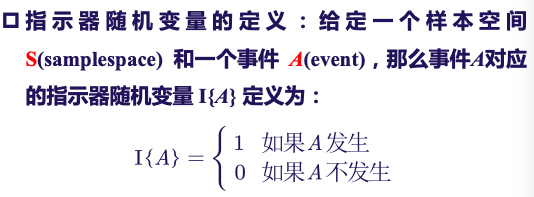 口指示器随机变量的定义：给定一个样本空间
S(samplespace) 和一个事件 A(event)，那么事件A对应
的指示器随机变量 I{A} 定义为：
I{A} = { 1 如果 A 发生
0 如果 A 不发生